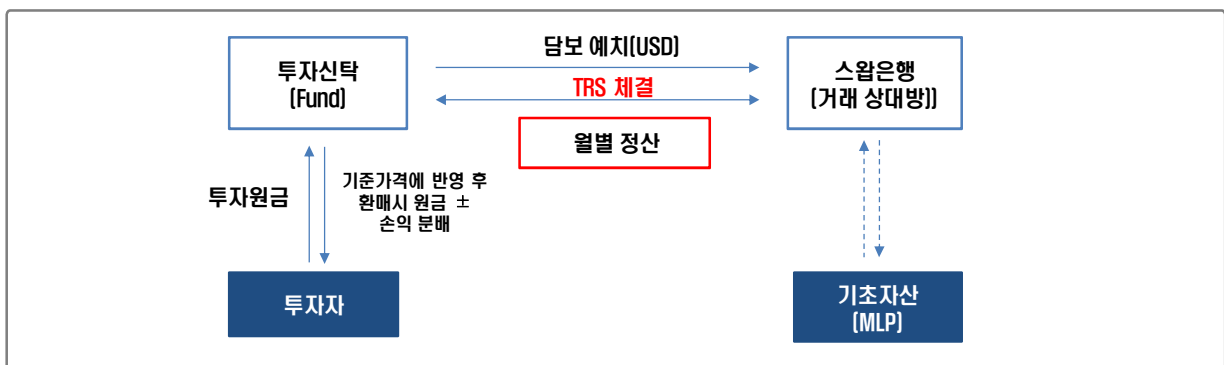 투자신탁
(Fund)
담보 예치(USD)
TRS 체결
월별 정산
스왑은행
(거래 상대방))
투자원금
기준가격에 반영 후
환매시 원금 ±
손익 분배
투자자
기초자산
(MLP)